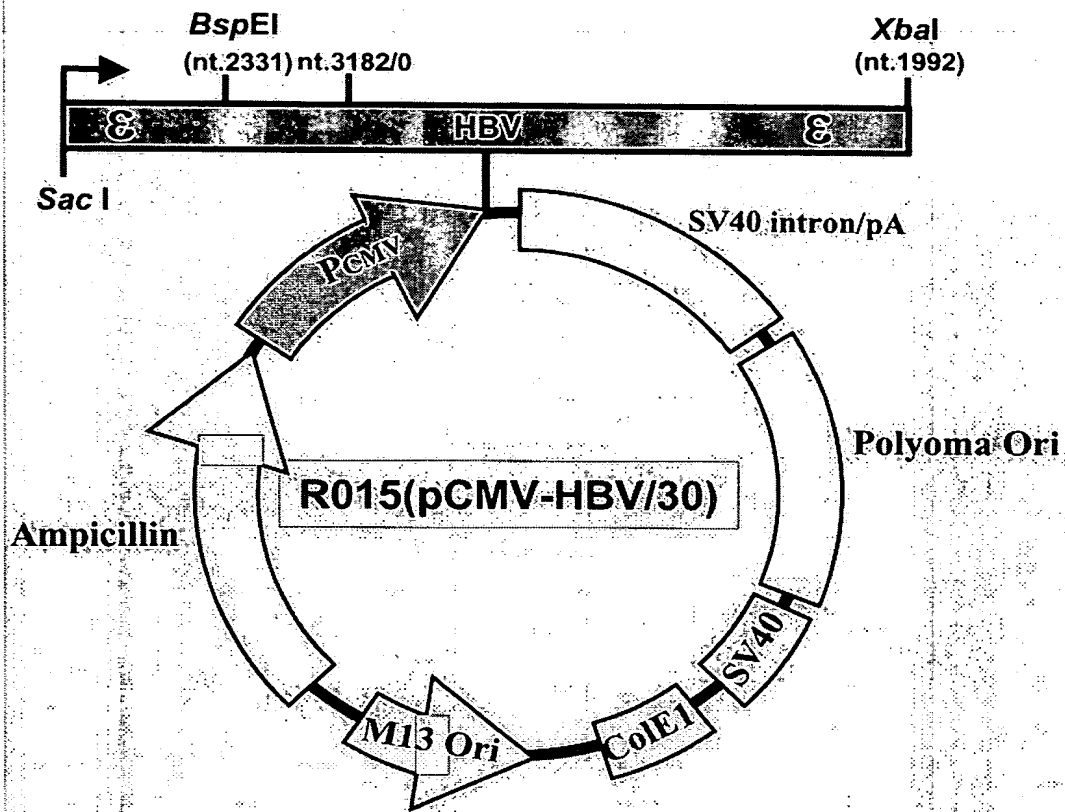 BspEI
XbaI
(nt.2331) nt.3182/0
(nt.1992)
ε HBV ε
Sac I
PCMV
SV40 intron/pA
Polyoma Ori
R015(pCMV-HBV/30)
Ampicillin
SV40
ColE1
M13 Ori